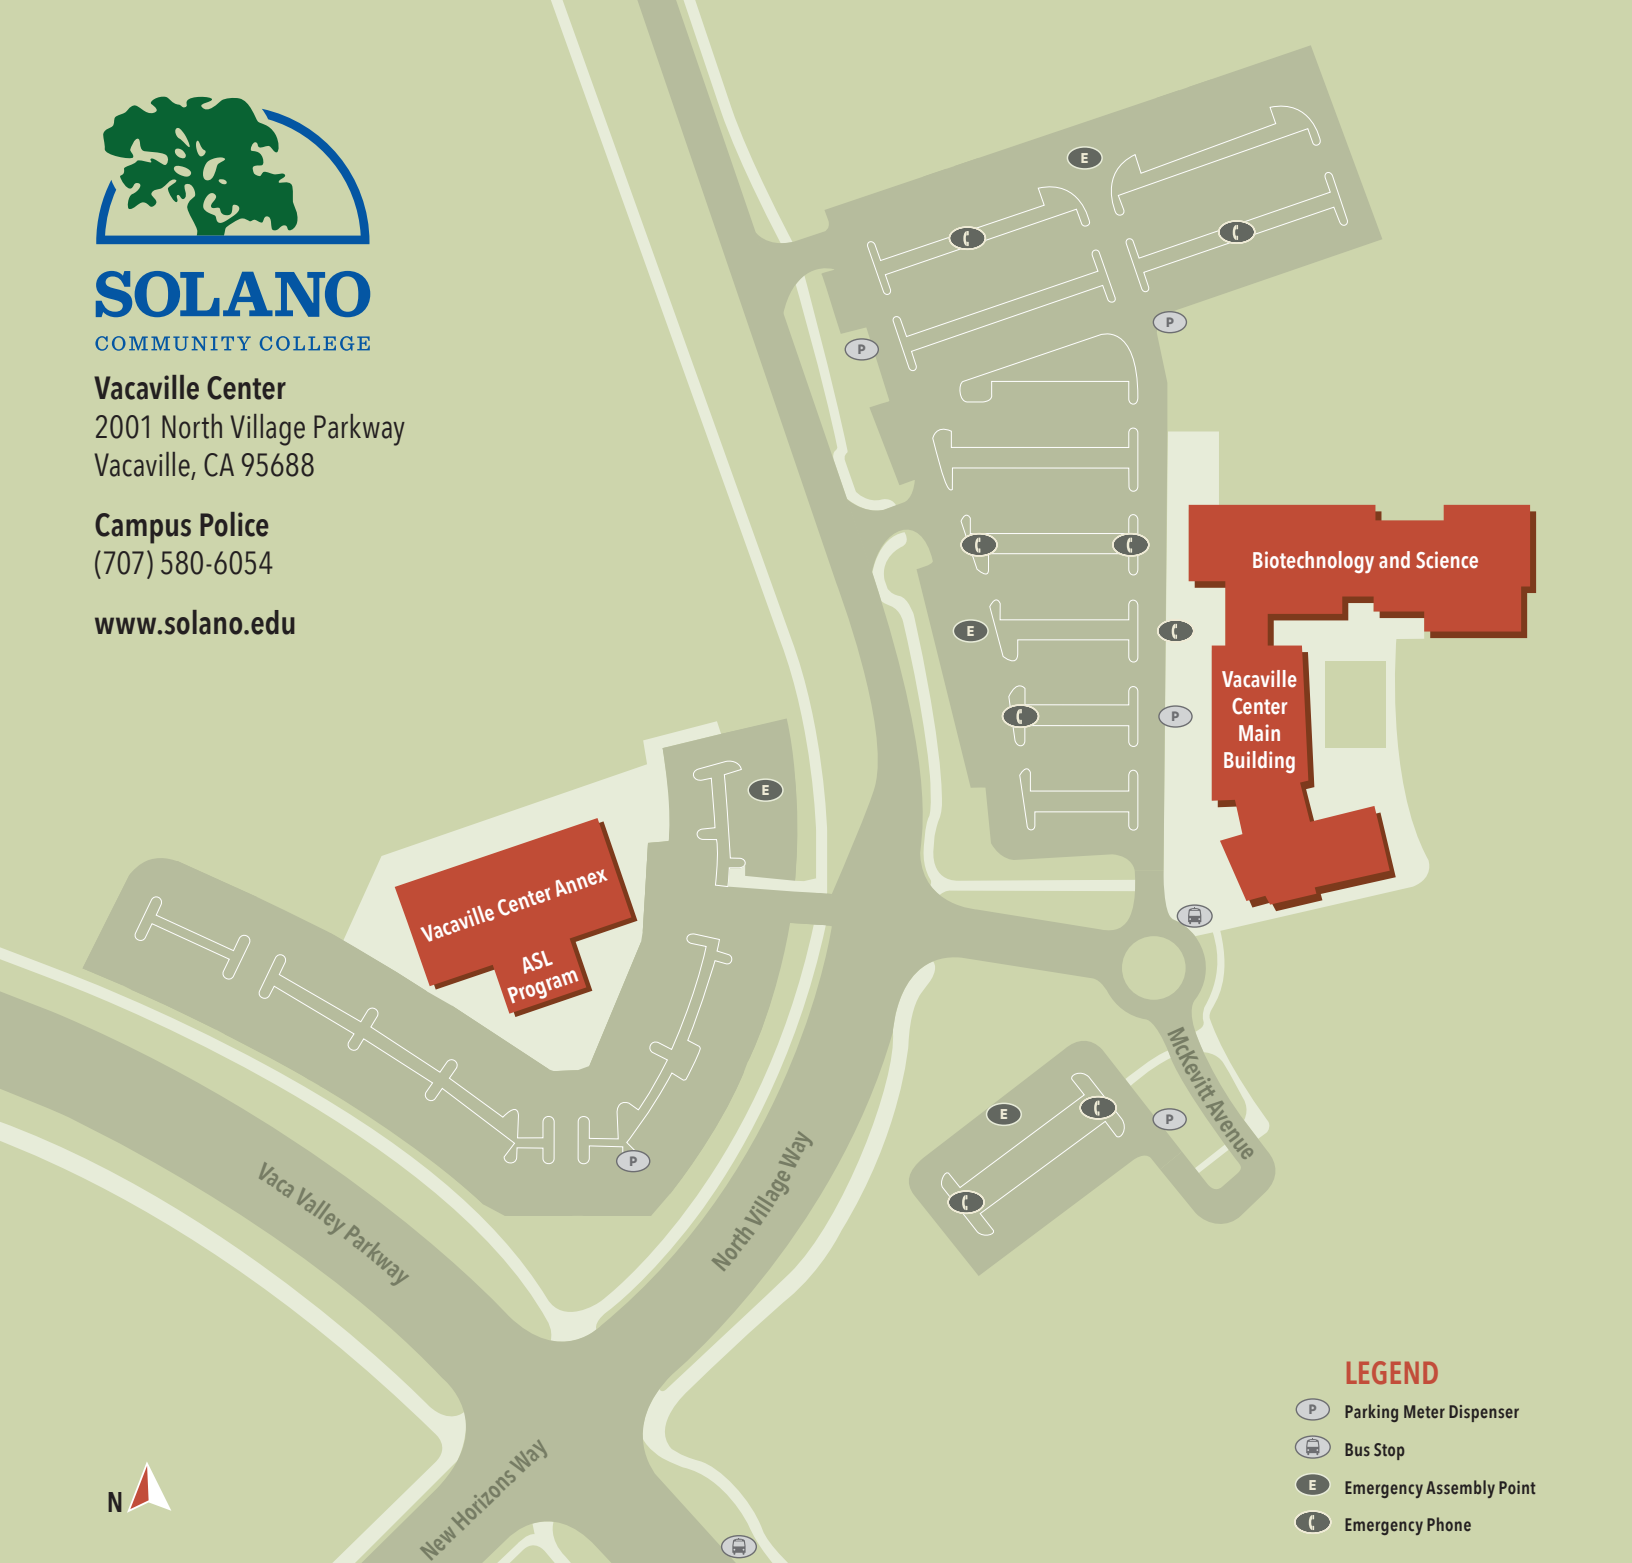 SOLANO
COMMUNITY COLLEGE
Vacaville Center
2001 North Village Parkway
Vacaville, CA 95688
Campus Police
(707) 580-6054
www.solano.edu
E
P
P
E
P
E
Biotechnology and Science
Vacaville
Center
Main
Building
Vacaville Center Annex
ASL
Program
McKevitt Avenue
E
P
P
Vaca Valley Parkway
North Village Way
New Horizons Way
N
LEGEND
P Parking Meter Dispenser
Bus Stop
E Emergency Assembly Point
Emergency Phone